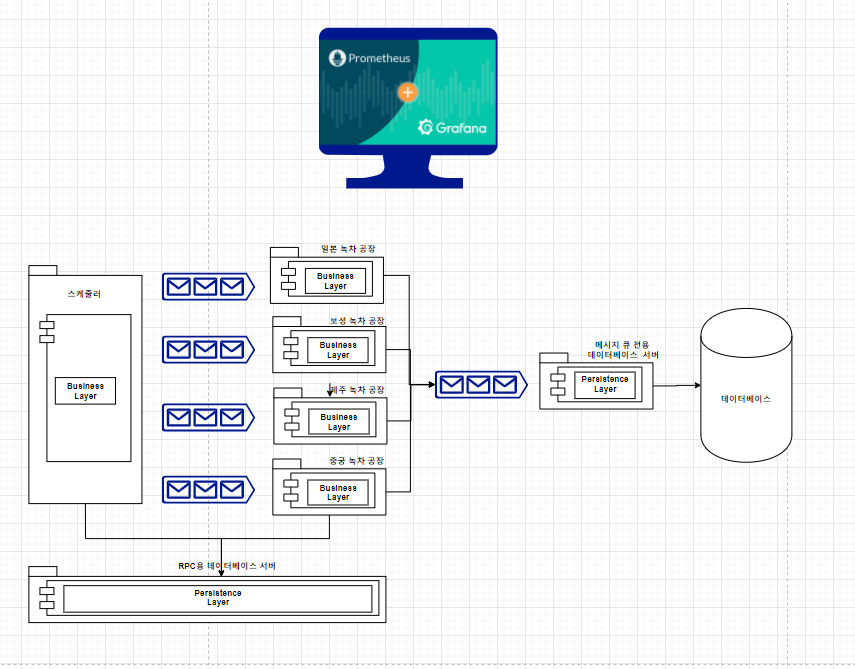 Prometheus
Grafana
스케줄러
Business
Layer
일본 녹차 공장
Business
Layer
보성 녹차 공장
Business
Layer
제주 녹차 공장
Business
Layer
중궁 녹차 공장
Business
Layer
메시지 큐 전용
데이터베이스 서버
Persistence
Layer
데이터베이스
RPC용 데이터베이스 서버
Persistence
Layer